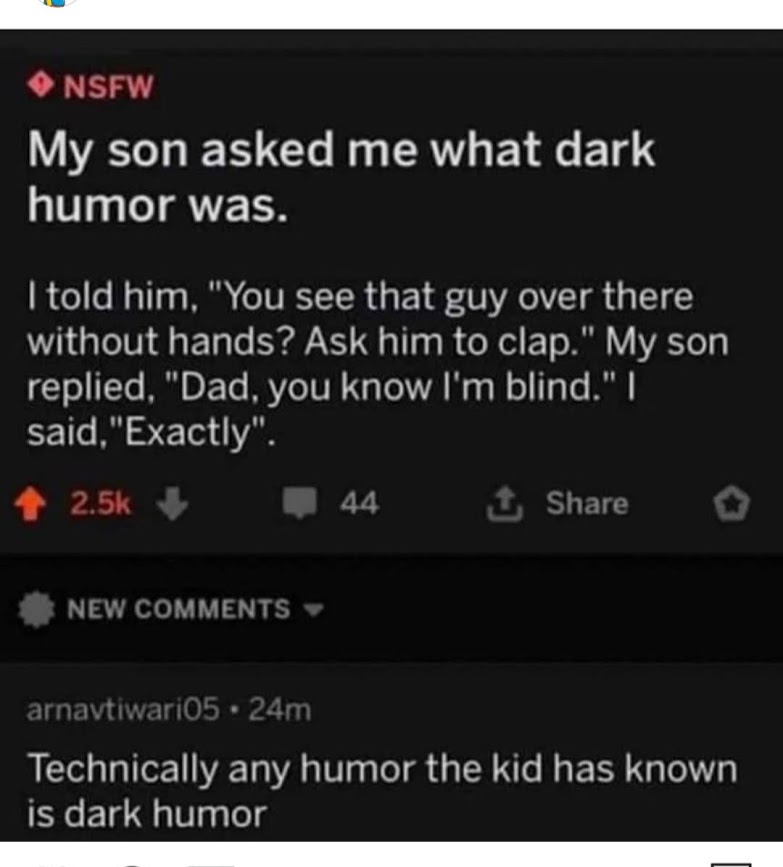 NSFW
My son asked me what dark
humor was.
I told him, "You see that guy over there
without hands? Ask him to clap." My son
replied, "Dad, you know I'm blind." I
said,"Exactly".
2.5k 44 Share
NEW COMMENTS
arnavtiwari05 • 24m
Technically any humor the kid has known
is dark humor